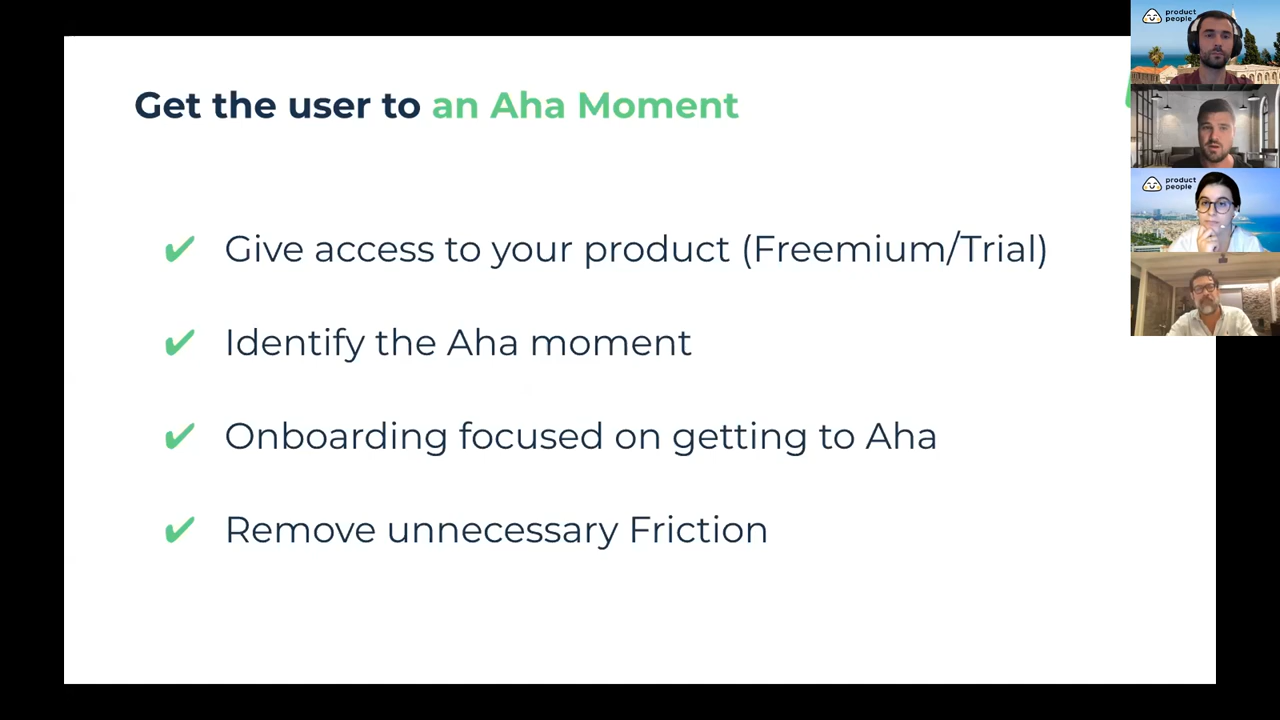 Get the user to an Aha Moment
Give access to your product (Freemium/Trial)
Identify the Aha moment
Onboarding focused on getting to Aha
Remove unnecessary Friction
product
people
product
people